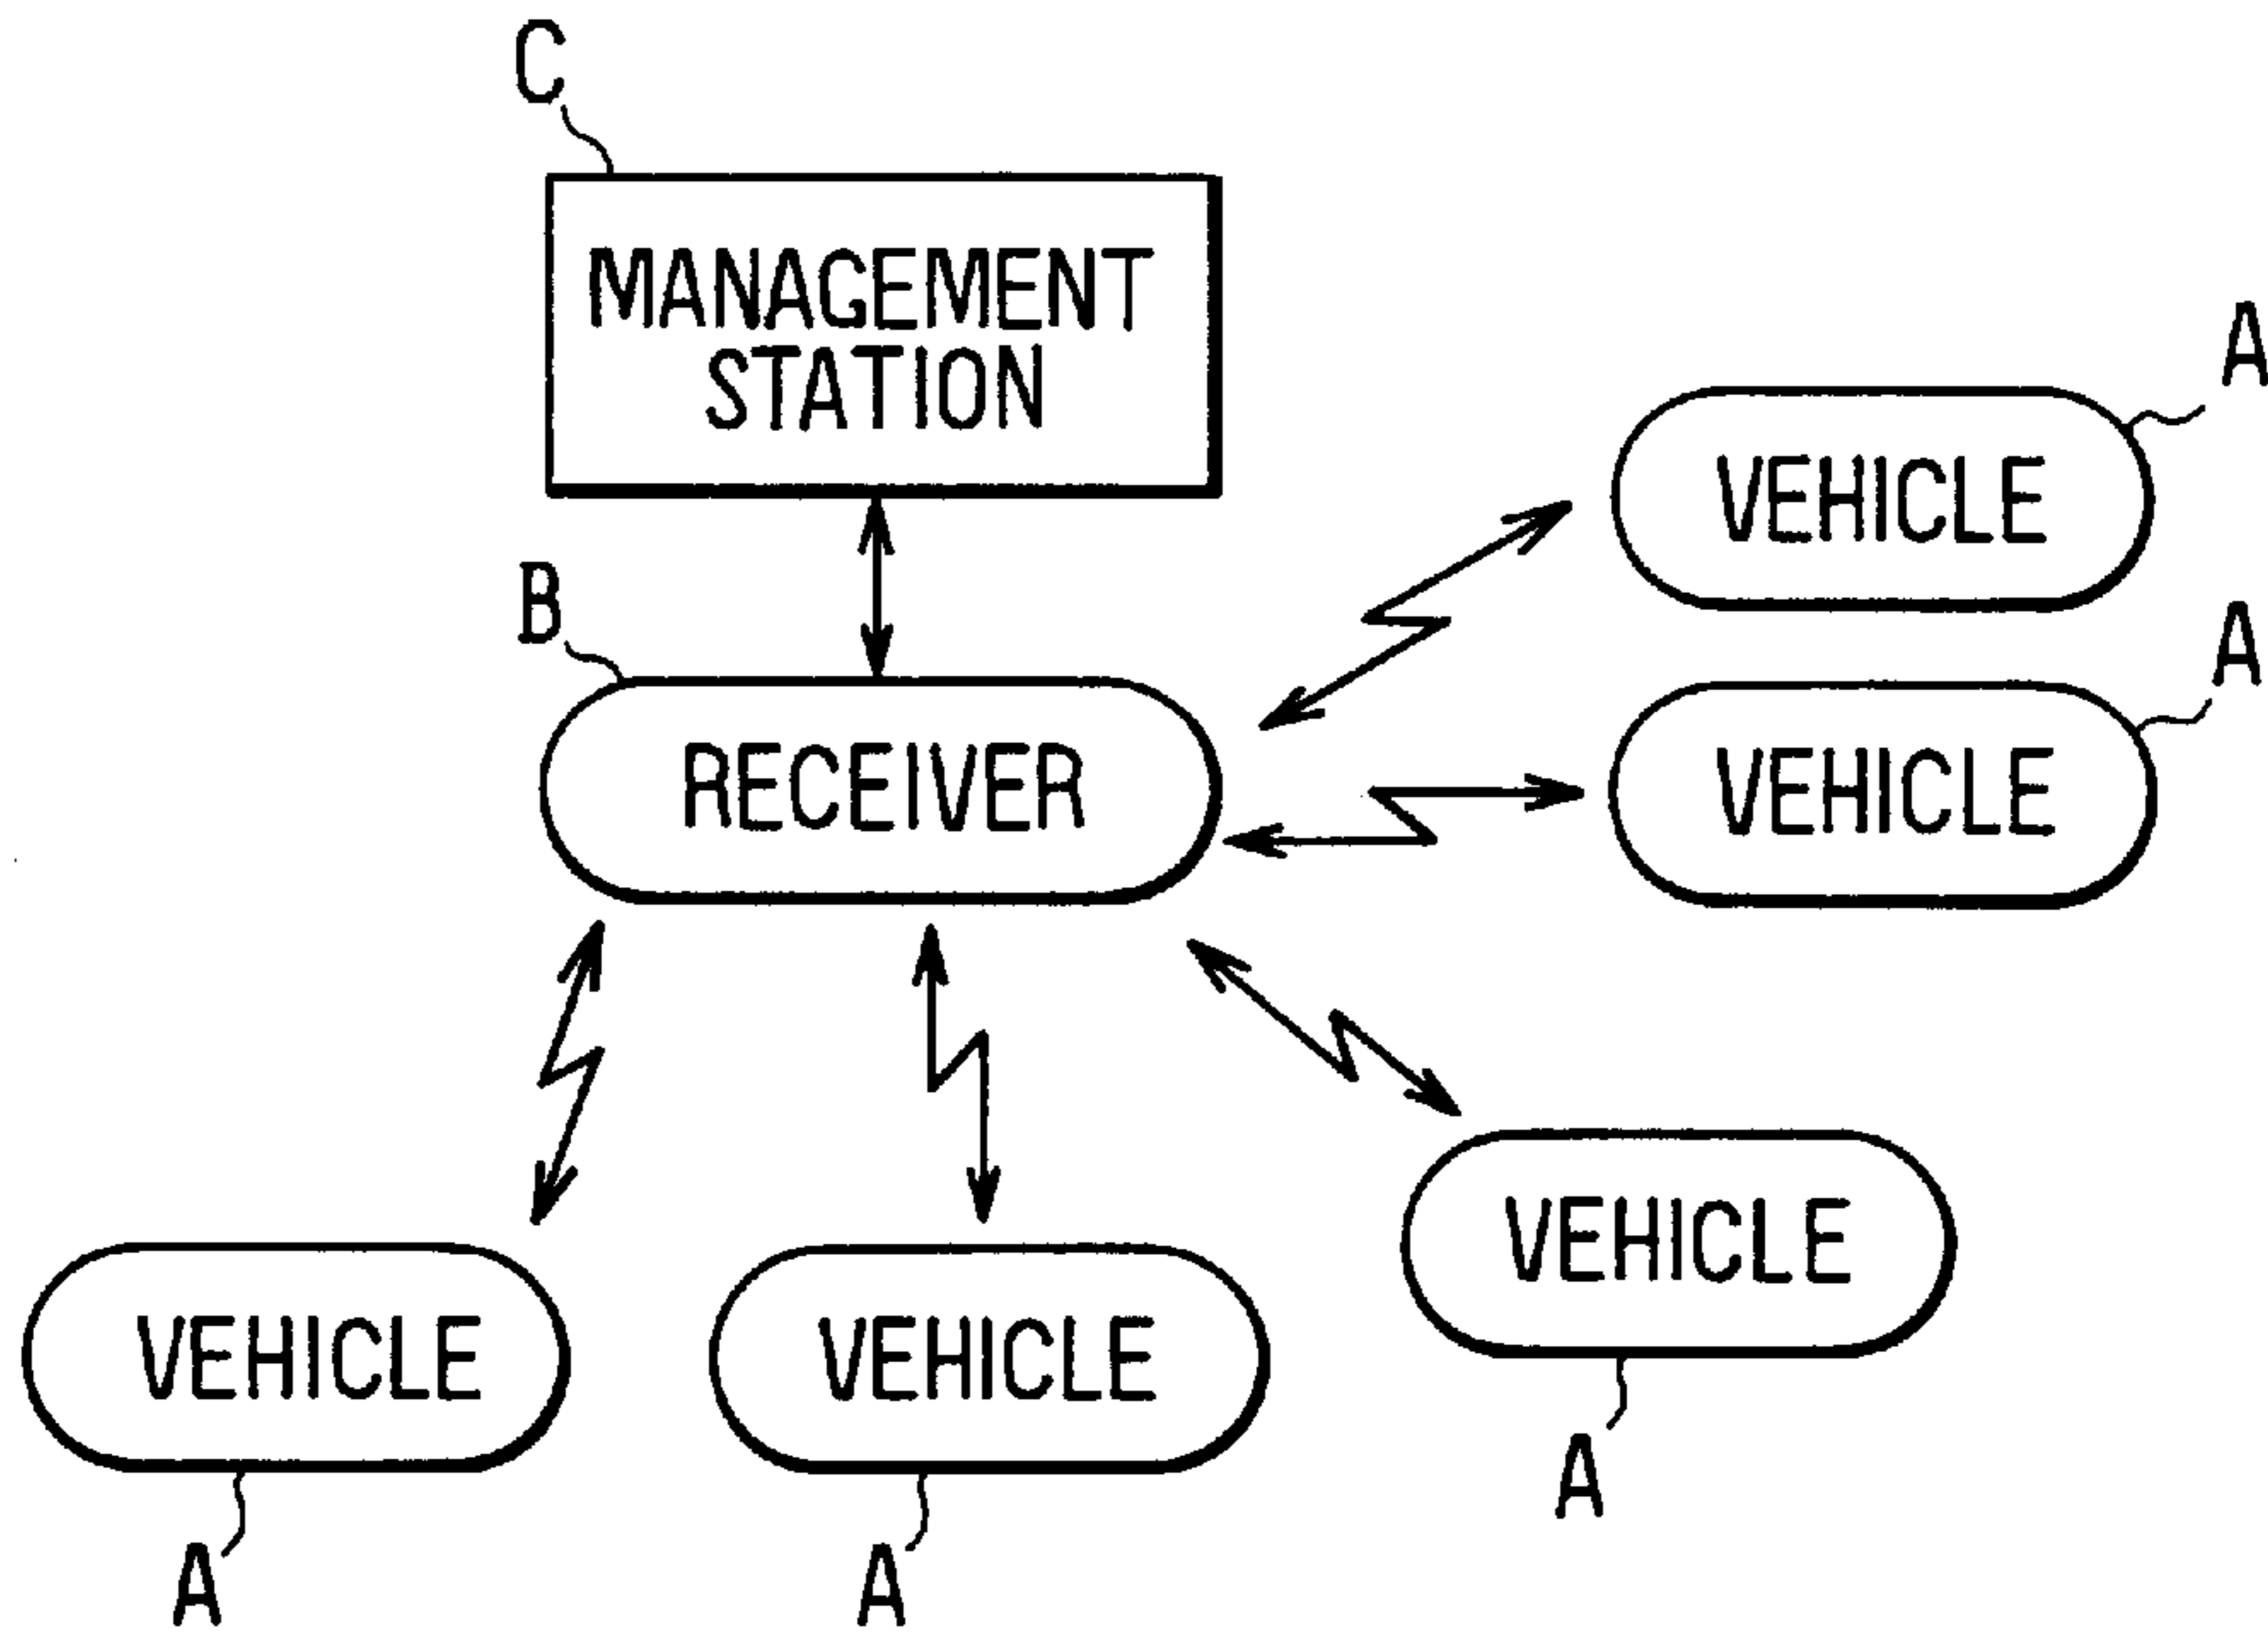 C
MANAGEMENT
STATION
A
VEHICLE
B
A
RECEIVER
VEHICLE
VEHICLE
VEHICLE
VEHICLE
A
A
A